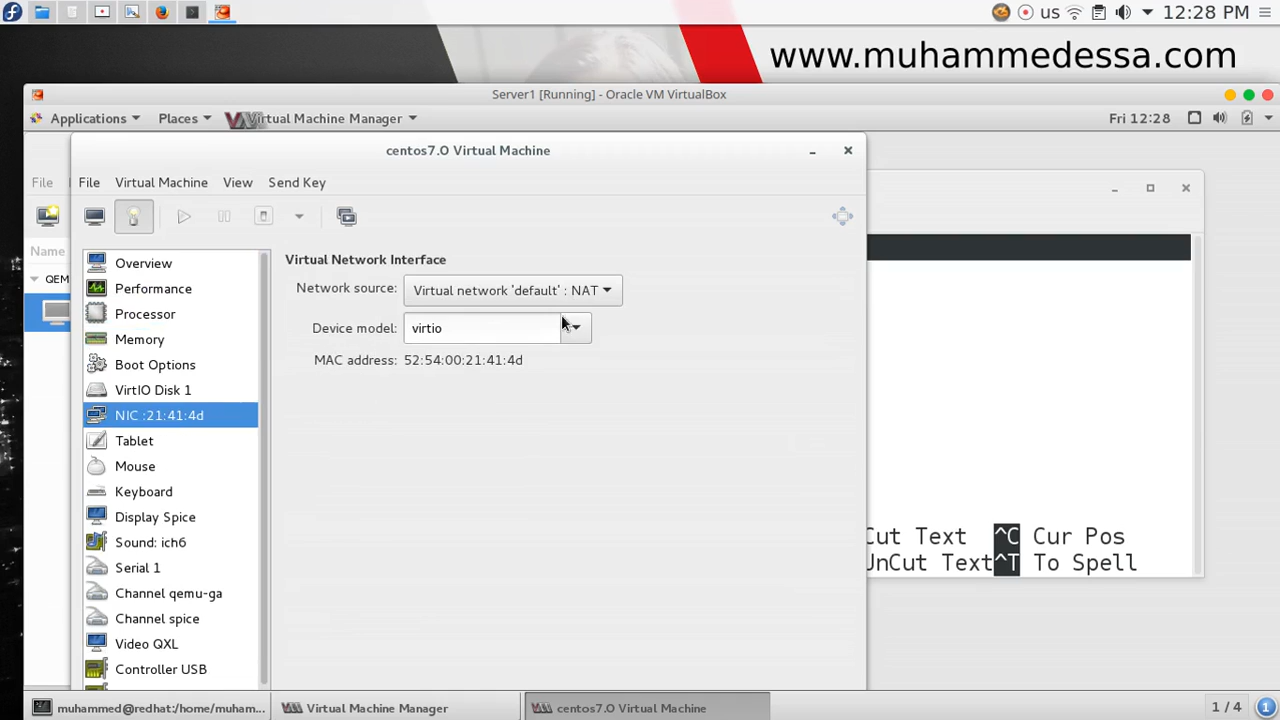 us 12:28 PM
www.muhammedessa.com
Server1 [Running] - Oracle VM VirtualBox
Applications Places Virtual Machine Manager Fri 12:28
centos7.0 Virtual Machine
File
File Virtual Machine View Send Key
Name
QEM
Overview
Performance
Processor
Memory
Boot Options
VirtIO Disk 1
NIC :21:41:4d
Tablet
Mouse
Keyboard
Display Spice
Sound: ich6
Serial 1
Channel qemu-ga
Channel spice
Video QXL
Controller USB
Virtual Network Interface
Network source: Virtual network 'default' : NAT
Device model: virtio
MAC address: 52:54:00:21:41:4d
Cut Text ^C Cur Pos
UnCut Text ^T To Spell
muhammed@redhat:/home/muham... Virtual Machine Manager centos7.0 Virtual Machine 1 / 4 1